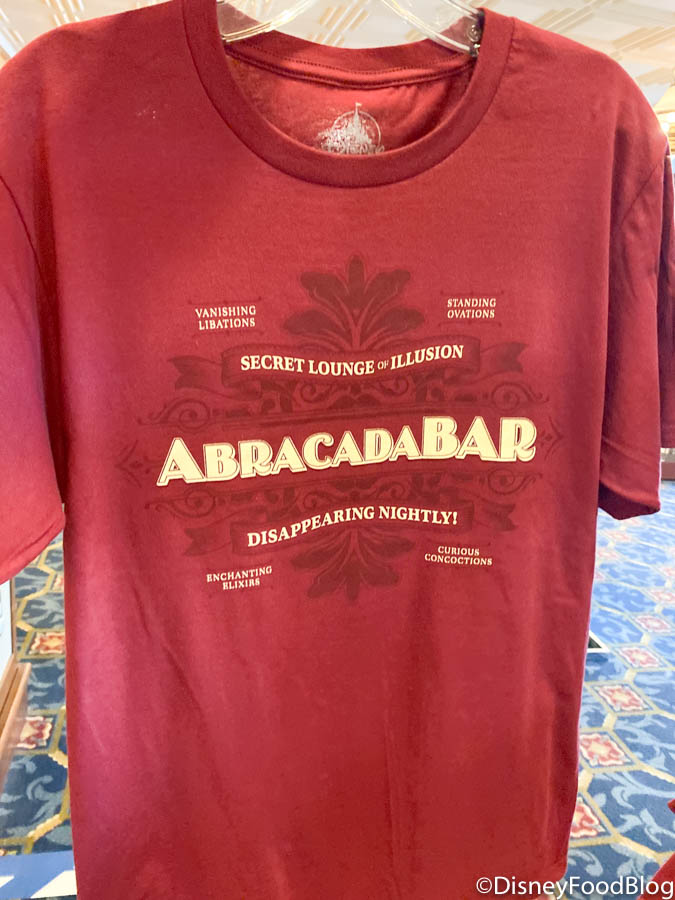 VANISHING
LIBATIONS
STANDING
OVATIONS
SECRET LOUNGE OF ILLUSION
ABRACADABAR
DISAPPEARING NIGHTLY!
ENCHANTING
ELIXIRS
CURIOUS
CONCOCTIONS
©DisneyFoodBlog